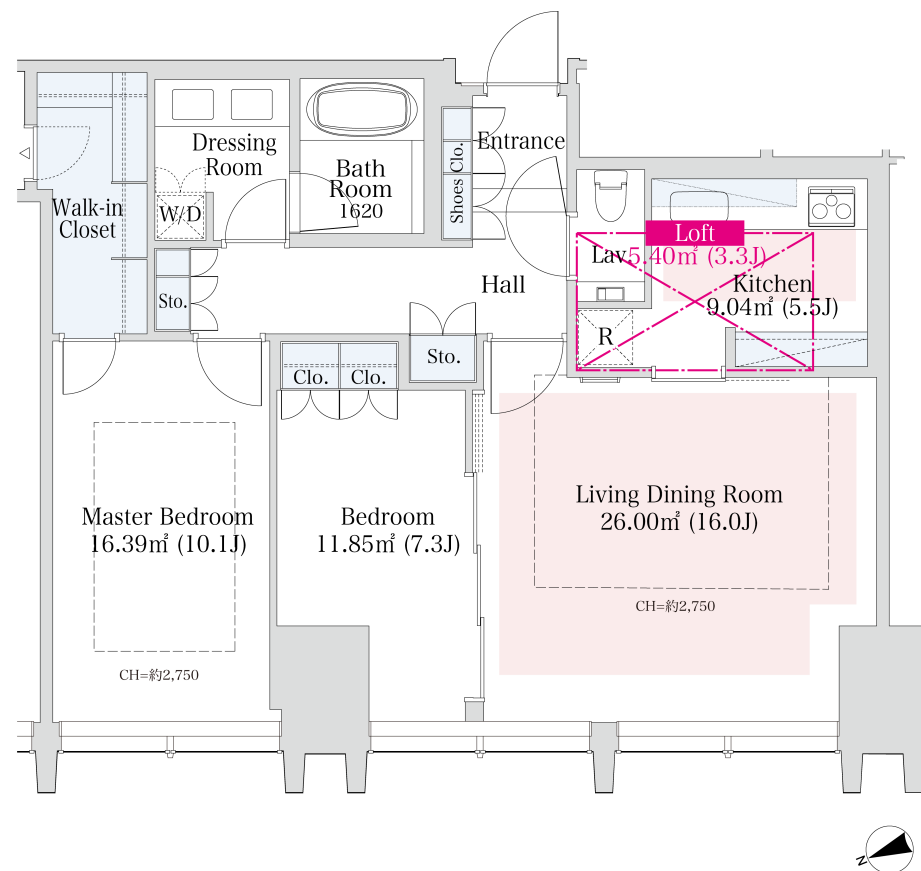 Dressing
Room
Bath
Room
1620
Entrance
Clo.
Shoes
Walk-in
Closet
W/D
Loft
Lav.
5.40㎡ (3.3J)
Kitchen
9.04㎡ (5.5J)
Hall
Sto.
R
Sto.
Clo.
Clo.
Master Bedroom
16.39㎡ (10.1J)
CH=約2,750
Bedroom
11.85㎡ (7.3J)
Living Dining Room
26.00㎡ (16.0J)
CH=約2,750
N